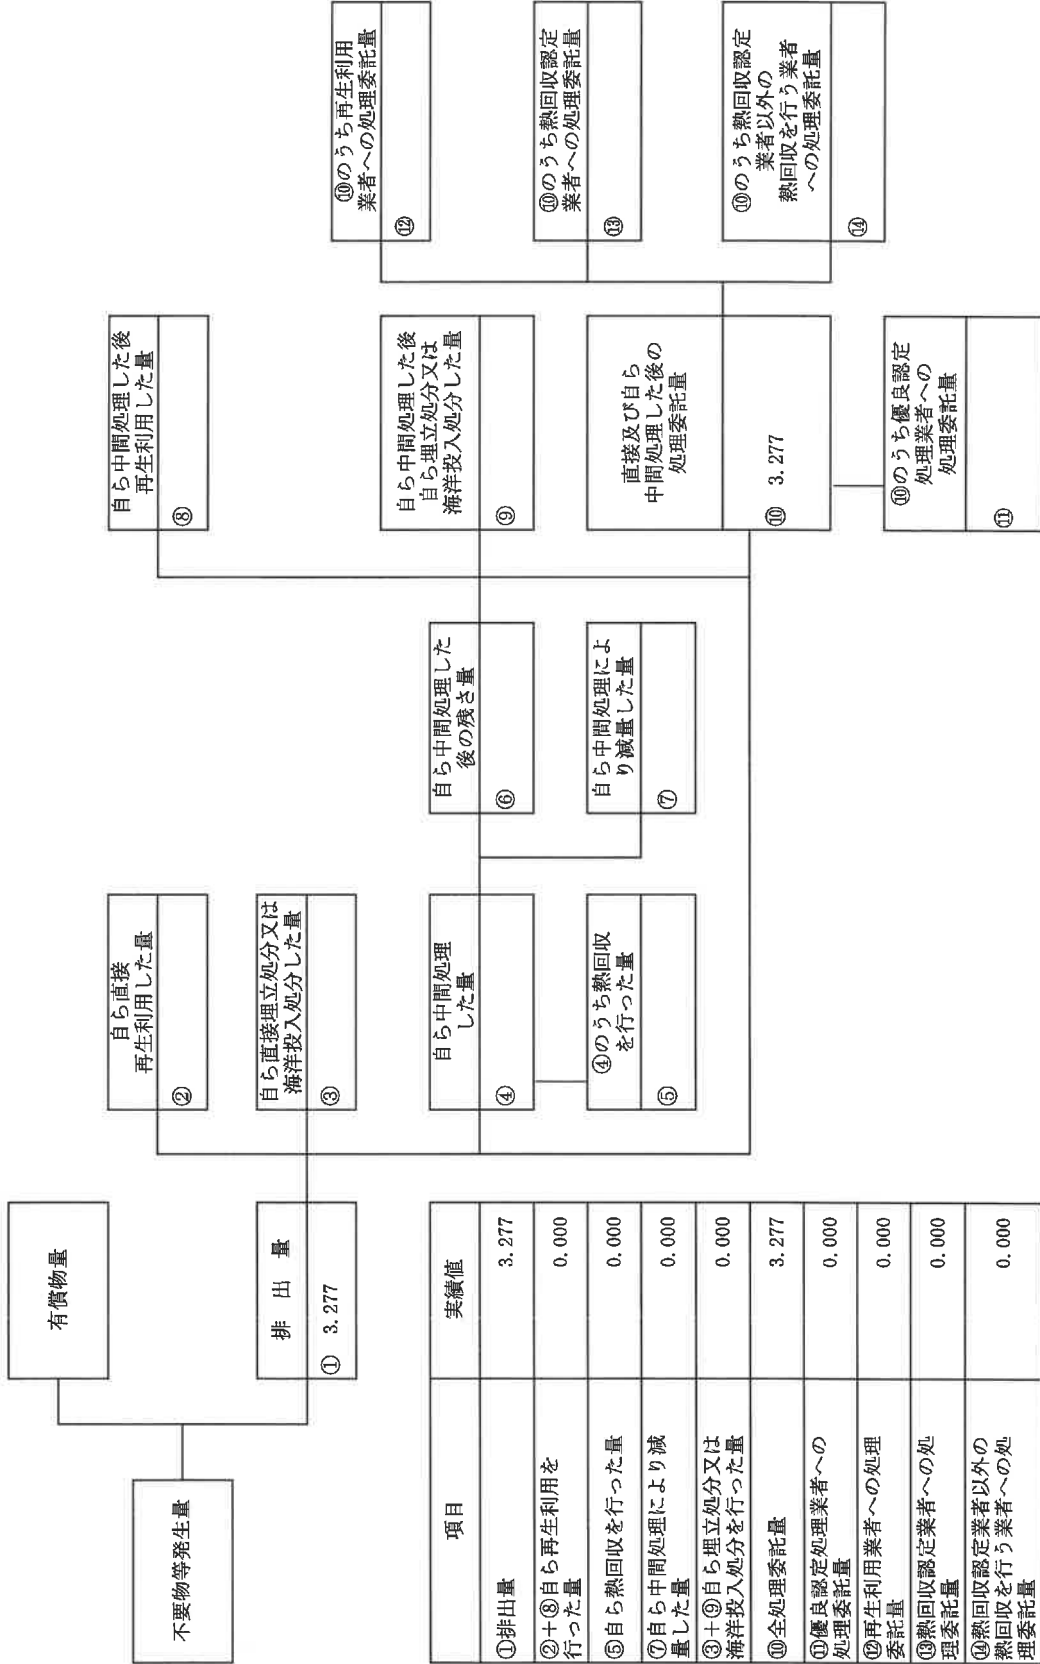 不要物等発生量
有償物量
排 出 量
① 3.277
自ら直接
再生利用した量
②
自ら直接埋立処分又は
海洋投入処分した量
③
自ら中間処理
した量
④
④のうち熱回収
を行った量
⑤
自ら中間処理した
後の残さ量
⑥
自ら中間処理によ
り減量した量
⑦
自ら中間処理した後
再生利用した量
⑧
自ら中間処理した後
自ら埋立処分又は
海洋投入処分した量
⑨
直接及び自ら
中間処理した後の
処理委託量
⑩ 3.277
⑩のうち優良認定
処理業者への
処理委託量
⑪
⑩のうち再生利用
業者への処理委託量
⑫
⑩のうち熱回収認定
業者への処理委託量
⑬
⑩のうち熱回収認定
業者以外の
熱回収を行う業者
への処理委託量
⑭
項目 実績値
①排出量 3.277
②+⑧自ら再生利用を
行った量 0.000
⑤自ら熱回収を行った量 0.000
⑦自ら中間処理により減
量した量 0.000
③+⑨自ら埋立処分又は
海洋投入処分を行った量 0.000
⑩全処理委託量 3.277
⑪優良認定処理業者への
処理委託量 0.000
⑫再生利用業者への処理
委託量 0.000
⑬熱回収認定業者への処
理委託量 0.000
⑭熱回収認定業者以外の
熱回収を行う業者への処
理委託量 0.000